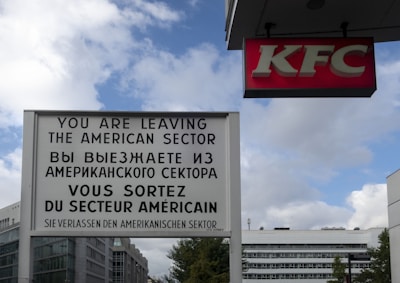 KFC
YOU ARE LEAVING
THE AMERICAN SECTOR
ВЫ ВЫЕЗЖАЕТЕ ИЗ
АМЕРИКАНСКОГО СЕКТОРА
VOUS SORTEZ
DU SECTEUR AMÉRICAIN
SIE VERLASSEN DEN AMERIKANISCHEN SEKTOR